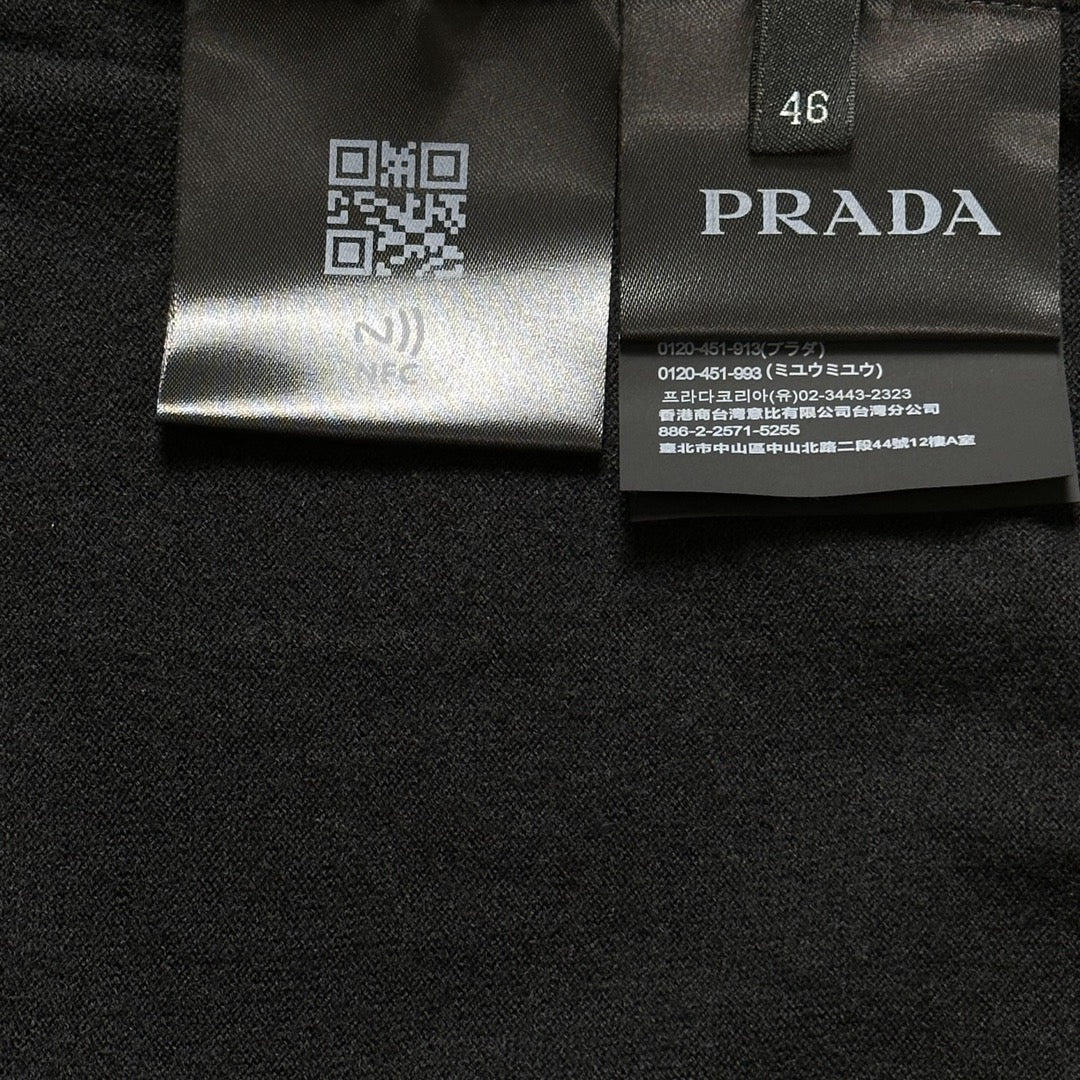 NFC
46
PRADA
0120-451-913(プラダ)
0120-451-993 (ミユウミユウ)
프라다코리아(유)02-3443-2323
香港商台灣意比有限公司台灣分公司
886-2-2571-5255
臺北市中山區中山北路二段44號12樓A室